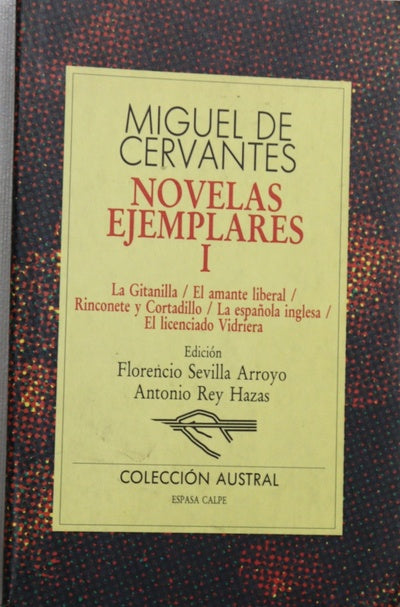 MIGUEL DE
CERVANTES
NOVELAS
EJEMPLARES
I
La Gitanilla / El amante liberal /
Rinconete y Cortadillo / La española inglesa /
El licenciado Vidriera
Edición
Florencio Sevilla Arroyo
Antonio Rey Hazas
COLECCIÓN AUSTRAL
ESPASA CALPE